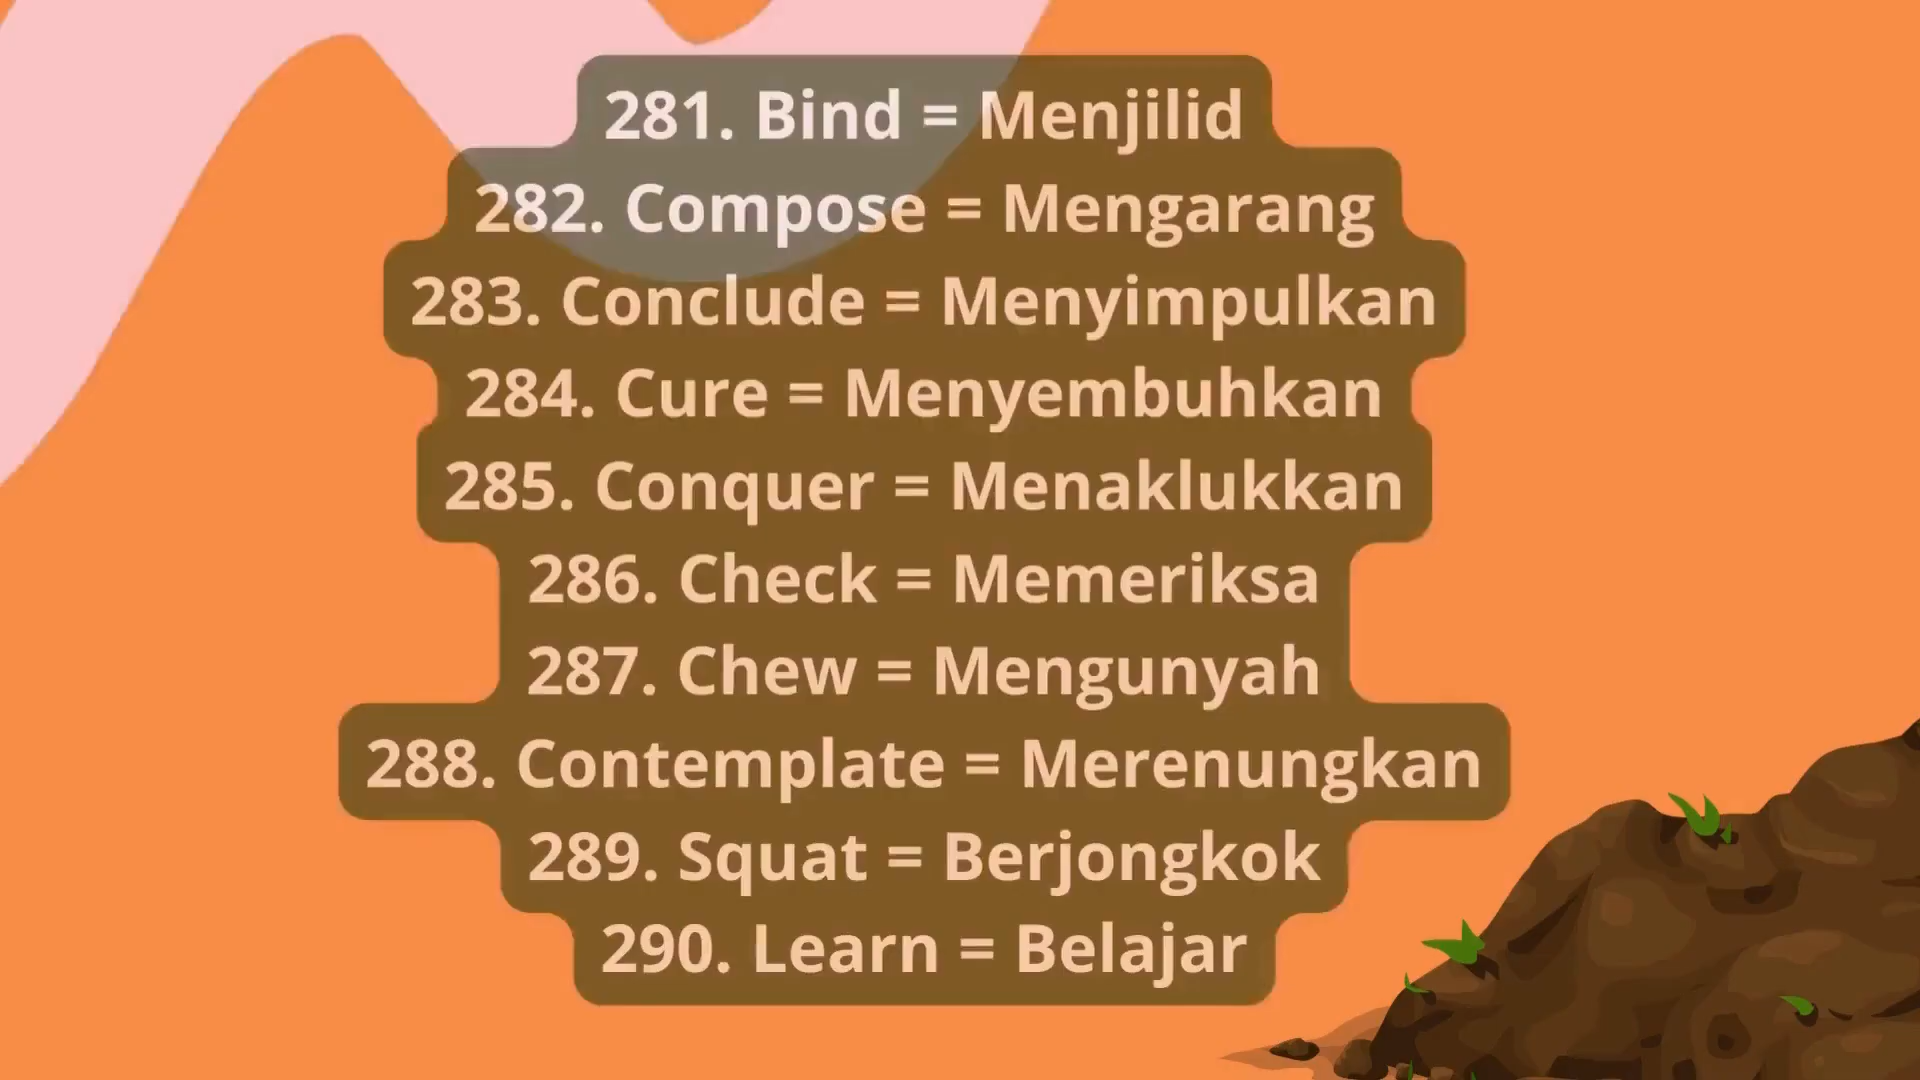 281. Bind = Menjilid
282. Compose = Mengarang
283. Conclude = Menyimpulkan
284. Cure = Menyembuhkan
285. Conquer = Menaklukkan
286. Check = Memeriksa
287. Chew = Mengunyah
288. Contemplate = Merenungkan
289. Squat = Berjongkok
290. Learn = Belajar